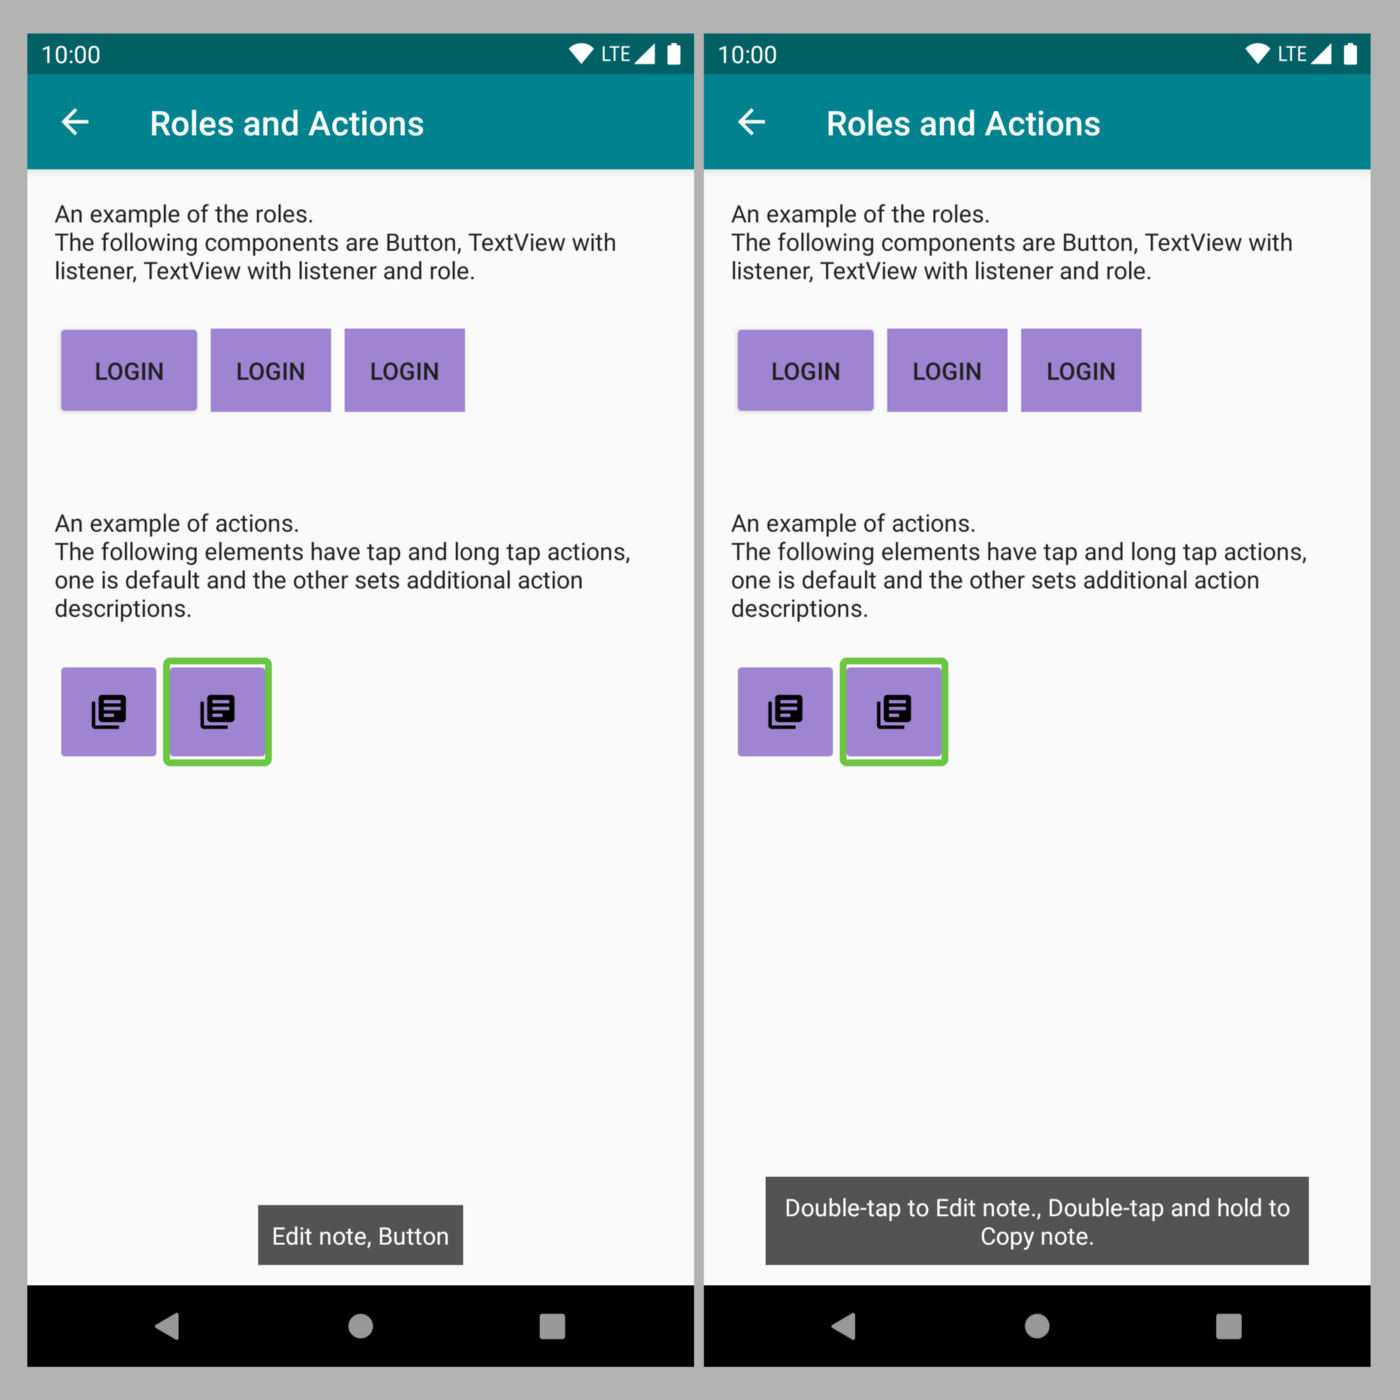 10:00
LTE
Roles and Actions
An example of the roles.
The following components are Button, TextView with
listener, TextView with listener and role.
LOGIN
LOGIN
LOGIN
An example of actions.
The following elements have tap and long tap actions,
one is default and the other sets additional action
descriptions.
Edit note, Button
10:00
LTE
Roles and Actions
An example of the roles.
The following components are Button, TextView with
listener, TextView with listener and role.
LOGIN
LOGIN
LOGIN
An example of actions.
The following elements have tap and long tap actions,
one is default and the other sets additional action
descriptions.
Double-tap to Edit note., Double-tap and hold to
Copy note.